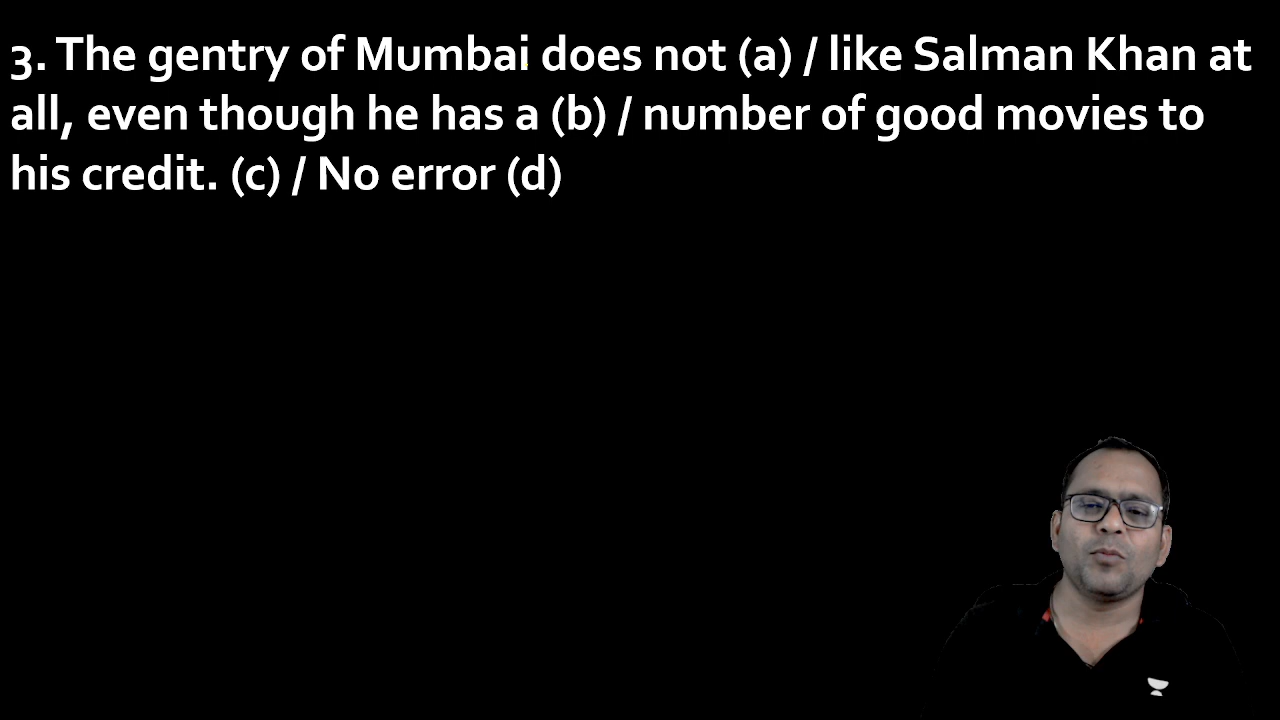 3. The gentry of Mumbai does not (a) / like Salman Khan at
all, even though he has a (b) / number of good movies to
his credit. (c) / No error (d)